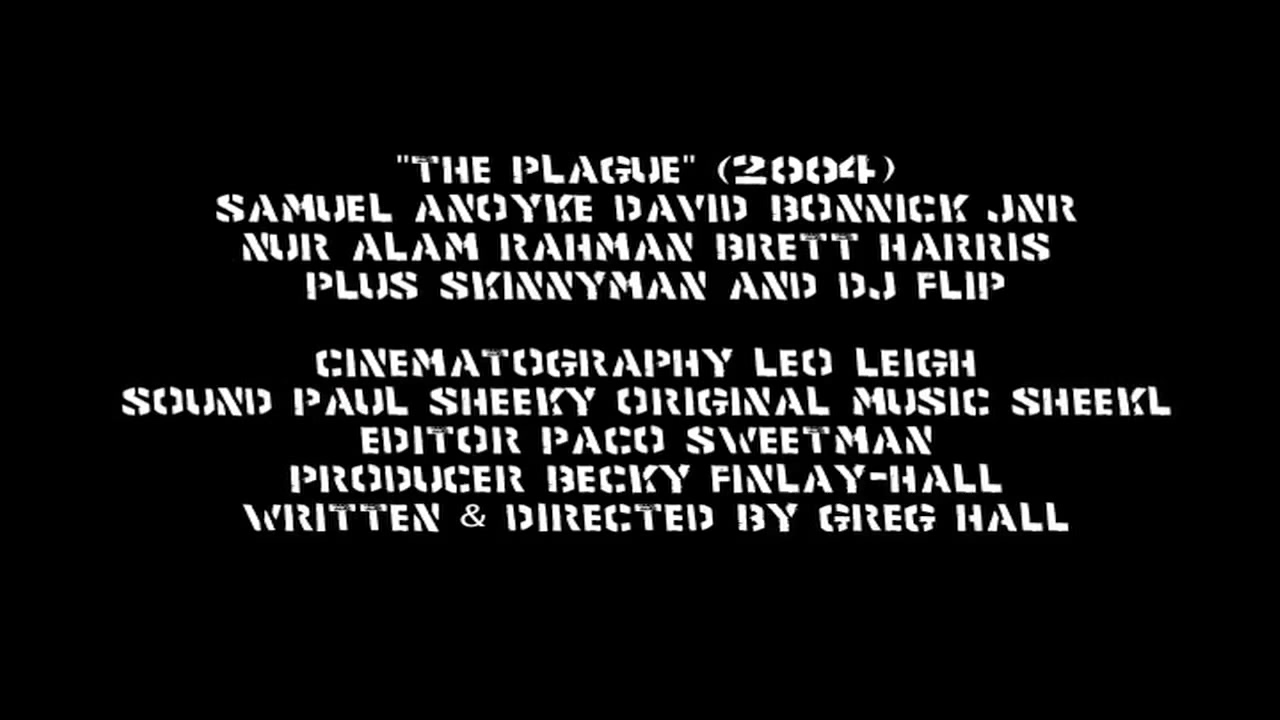 "THE PLAGUE" (2004)
SAMUEL ANOYKE DAVID BONNICK JNR
NUR ALAM RAHMAN BRETT HARRIS
PLUS SKINNYMAN AND DJ FLIP
CINEMATOGRAPHY LEO LEIGH
SOUND PAUL SHEEKY ORIGINAL MUSIC SHEEKL
EDITOR PACO SWEETMAN
PRODUCER BECKY FINLAY-HALL
WRITTEN & DIRECTED BY GREG HALL